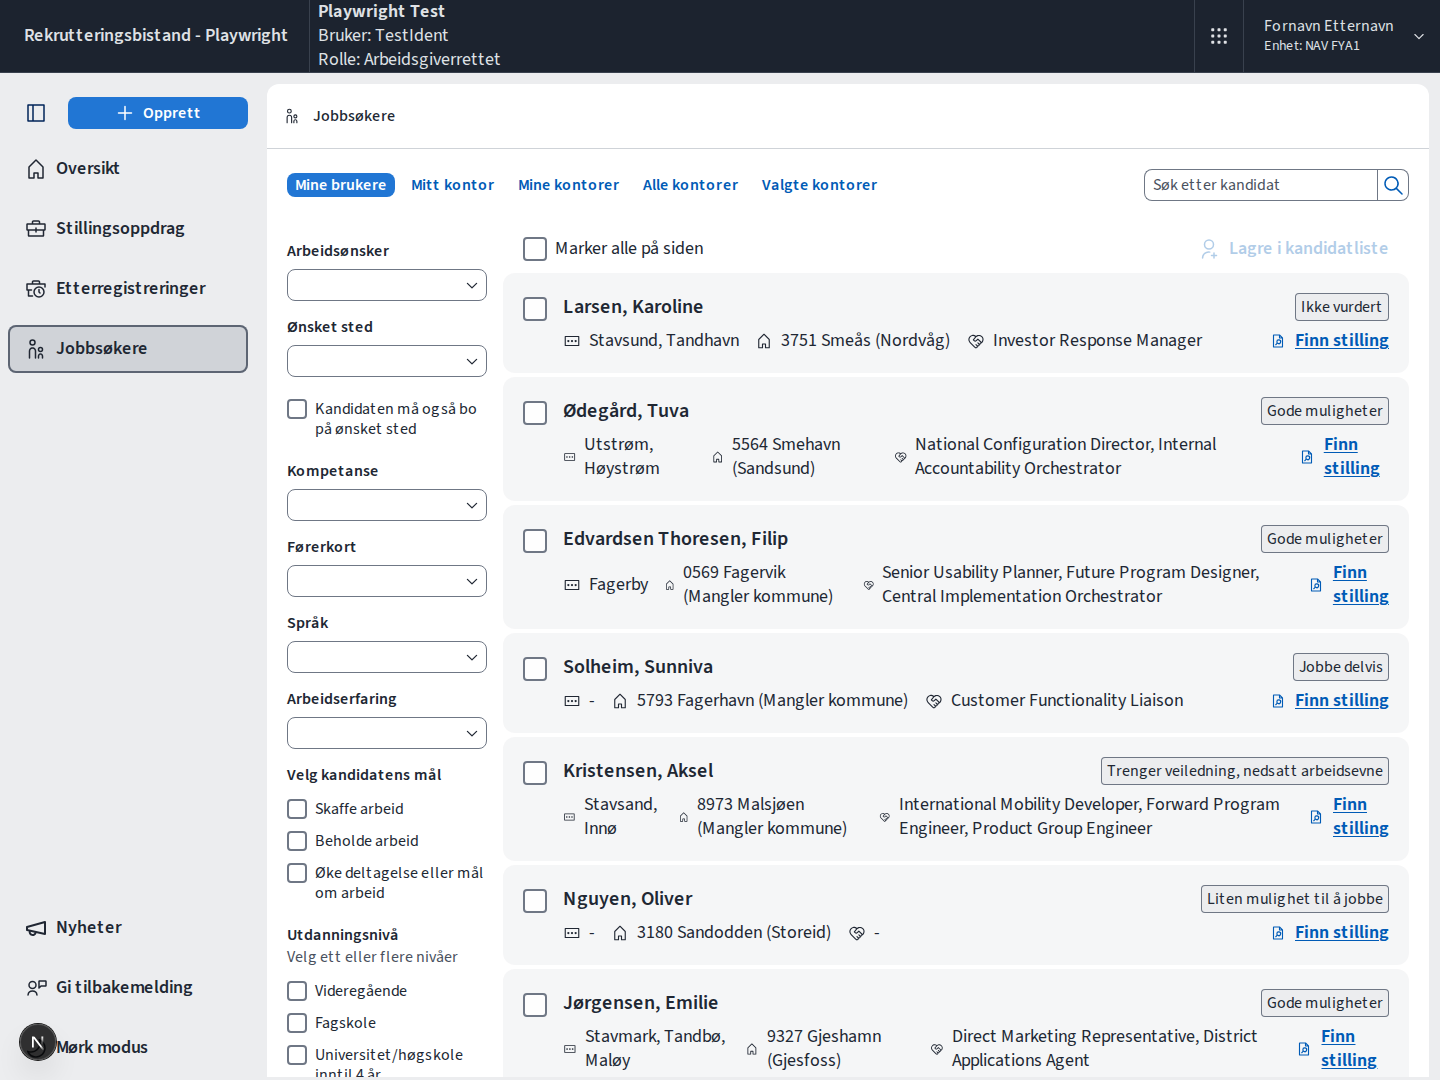 Rekrutteringsbistand - Playwright
Playwright Test
Bruker: TestIdent
Rolle: Arbeidsgiverrettet
Fornavn Etternavn
Enhet: NAV FYA1
Opprett
Oversikt
Stillingsoppdrag
Etterregistreringer
Jobbsøkere
Nyheter
Gi tilbakemelding
N
Mørk modus
Jobbsøkere
Mine brukere
Mitt kontor
Mine kontorer
Alle kontorer
Valgte kontorer
Søk etter kandidat
Arbeidsønsker
Ønsket sted
Kandidaten må også bo
på ønsket sted
Kompetanse
Førerkort
Språk
Arbeidserfaring
Velg kandidatens mål
Skaffe arbeid
Beholde arbeid
Øke deltagelse eller mål
om arbeid
Utdanningsnivå
Velg ett eller flere nivåer
Videregående
Fagskole
Universitet/høgskole
inntil 4 år
Marker alle på siden
Lagre i kandidatliste
Larsen, Karoline
Ikke vurdert
Stavsund, Tandhavn
3751 Smeås (Nordvåg)
Investor Response Manager
Finn stilling
Ødegård, Tuva
Gode muligheter
Utstrøm,
Høystrøm
5564 Smehavn
(Sandsund)
National Configuration Director, Internal
Accountability Orchestrator
Finn
stilling
Edvardsen Thoresen, Filip
Gode muligheter
Fagerby
0569 Fagervik
(Mangler kommune)
Senior Usability Planner, Future Program Designer,
Central Implementation Orchestrator
Finn
stilling
Solheim, Sunniva
Jobbe delvis
-
5793 Fagerhavn (Mangler kommune)
Customer Functionality Liaison
Finn stilling
Kristensen, Aksel
Trenger veiledning, nedsatt arbeidsevne
Stavsand,
Innø
8973 Malsjøen
(Mangler kommune)
International Mobility Developer, Forward Program
Engineer, Product Group Engineer
Finn
stilling
Nguyen, Oliver
Liten mulighet til å jobbe
-
3180 Sandodden (Storeid)
-
Finn stilling
Jørgensen, Emilie
Gode muligheter
Stavmark, Tandbø,
Maløy
9327 Gjeshamn
(Gjesfoss)
Direct Marketing Representative, District
Applications Agent
Finn
stilling